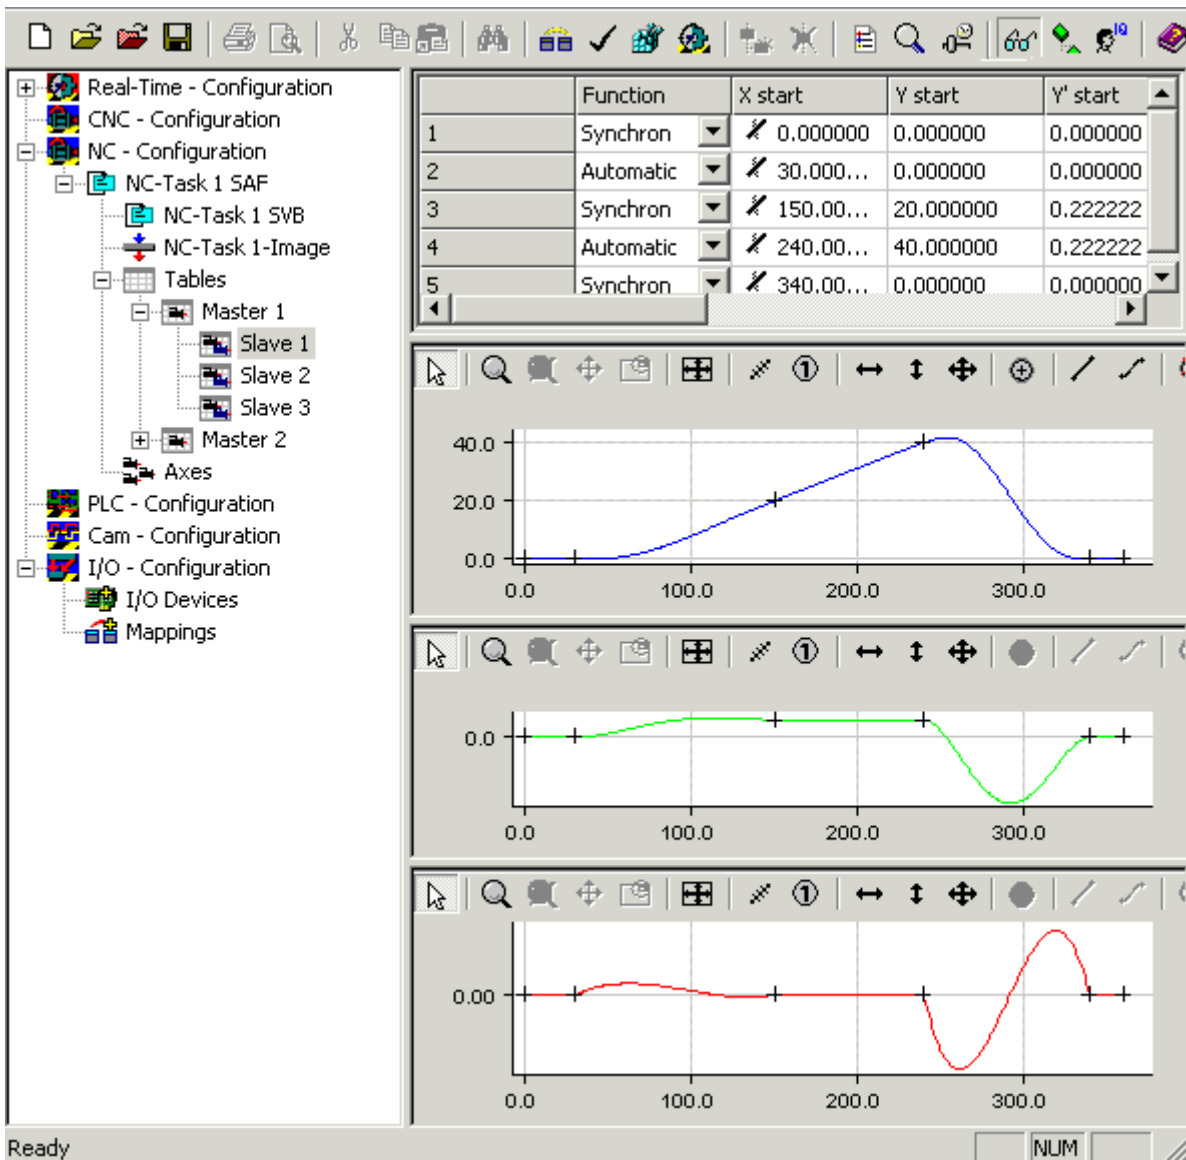 IQ
Real-Time - Configuration
CNC - Configuration
NC - Configuration
NC-Task 1 SAF
NC-Task 1 SVB
NC-Task 1-Image
Tables
Master 1
Slave 1
Slave 2
Slave 3
Master 2
Axes
PLC - Configuration
Cam - Configuration
I/O - Configuration
I/O Devices
Mappings
Function X start Y start Y' start
1 Synchron 0.000000 0.000000 0.000000
2 Automatic 30.000... 0.000000 0.000000
3 Synchron 150.00... 20.000000 0.222222
4 Automatic 240.00... 40.000000 0.222222
5 Synchron 340.00... 0.000000 0.000000
1
40.0
20.0
0.0
0.0 100.0 200.0 300.0
1
0.0
0.0 100.0 200.0 300.0
1
0.00
0.0 100.0 200.0 300.0
Ready NUM